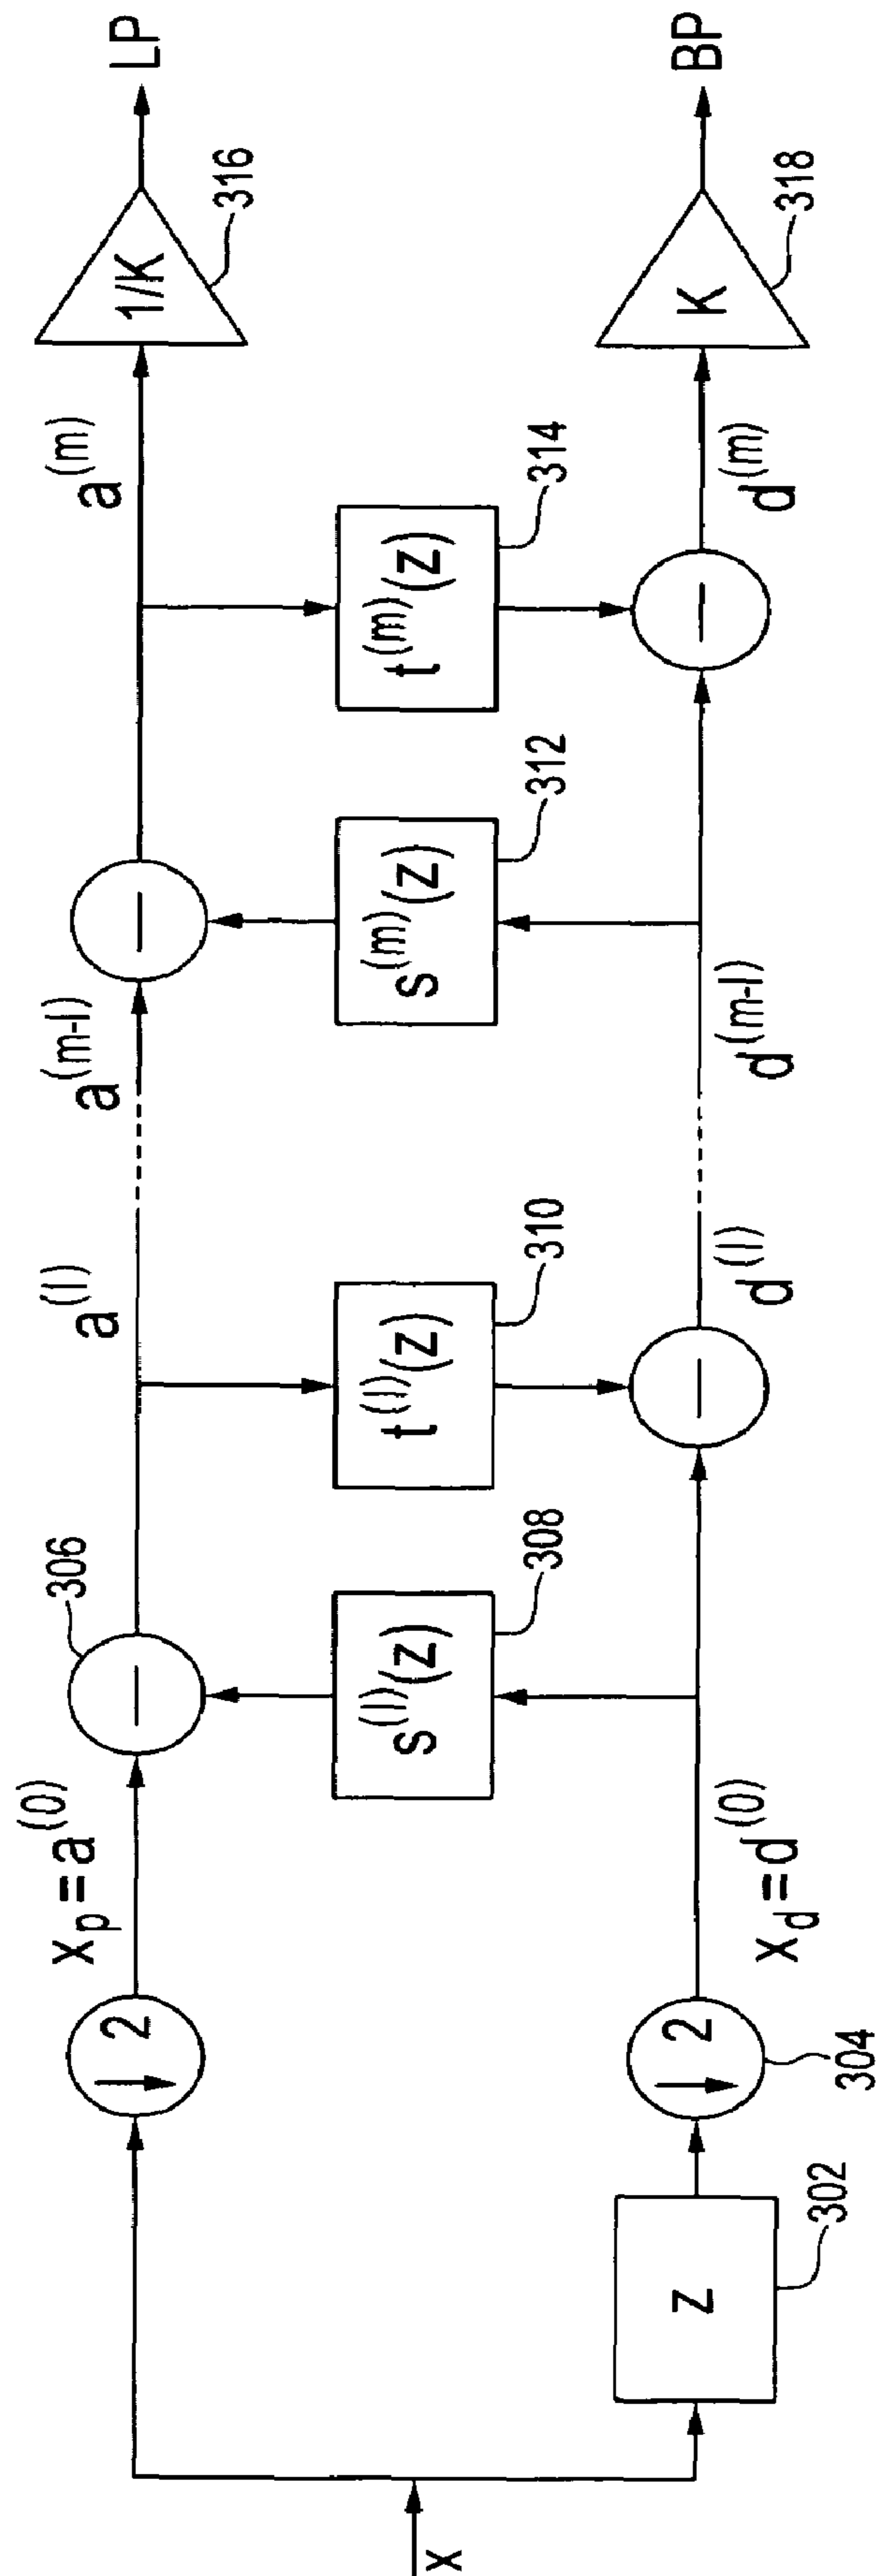 x
z
302
↓ 2
↓ 2
304
x_p = a^(0)
x_d = d^(0)
306
s^(l)(z)
308
t^(l)(z)
310
a^(l)
d^(l)
a^(m-l)
d^(m-l)
s^(m)(z)
312
t^(m)(z)
314
a^(m)
d^(m)
1/K
316
K
318
LP
BP